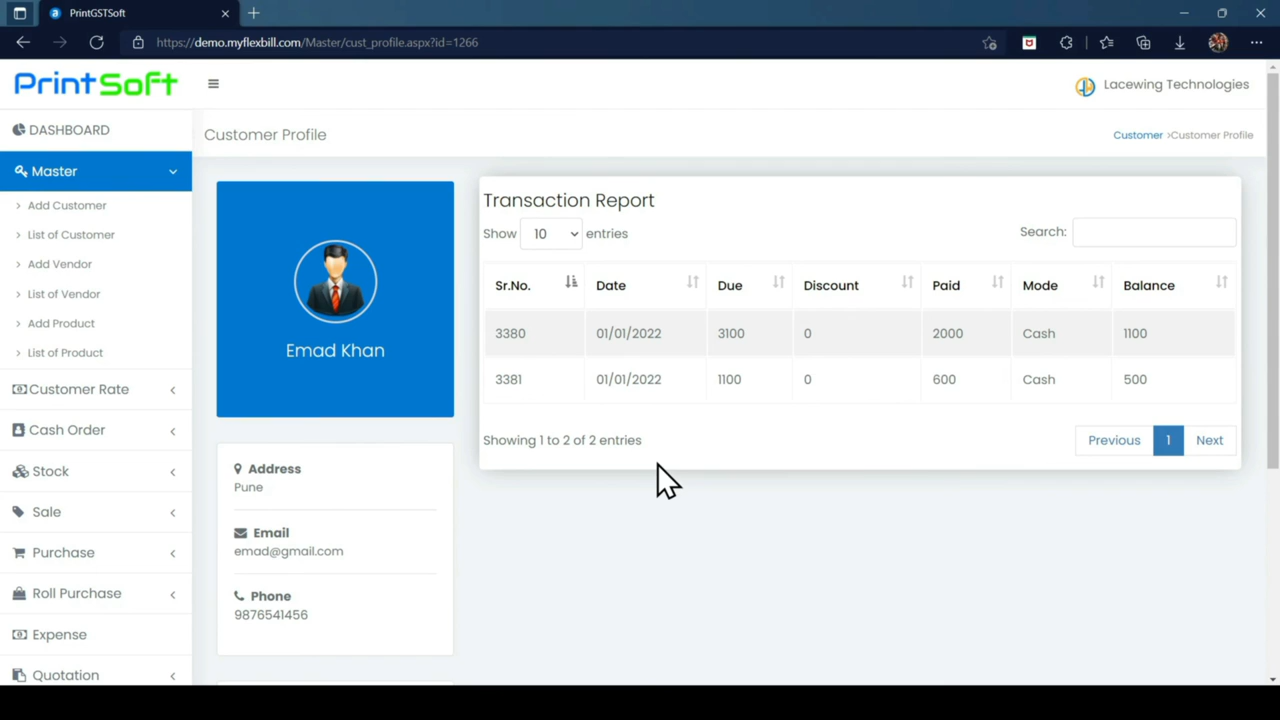 PrintGSTSoft
https://demo.myflexbill.com/Master/cust_profile.aspx?id=1266
PrintSoft
Lacewing Technologies
DASHBOARD
Customer Profile
Customer >Customer Profile
Master
Add Customer
List of Customer
Add Vendor
List of Vendor
Add Product
List of Product
Customer Rate
Cash Order
Stock
Sale
Purchase
Roll Purchase
Expense
Quotation
Emad Khan
Address
Pune
Email
emad@gmail.com
Phone
9876541456
Transaction Report
Show 10 entries Search:
Sr.No. Date Due Discount Paid Mode Balance
3380 01/01/2022 3100 0 2000 Cash 1100
3381 01/01/2022 1100 0 600 Cash 500
Showing 1 to 2 of 2 entries Previous 1 Next